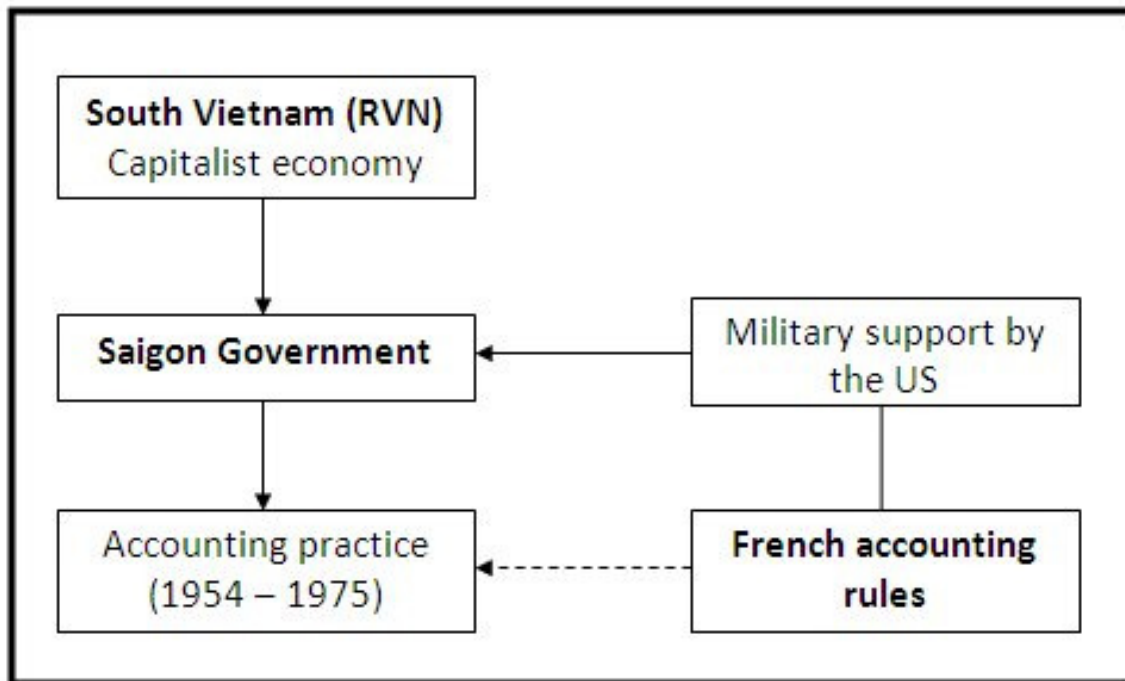 South Vietnam (RVN)
Capitalist economy
Saigon Government
Military support by
the US
Accounting practice
(1954 – 1975)
French accounting
rules